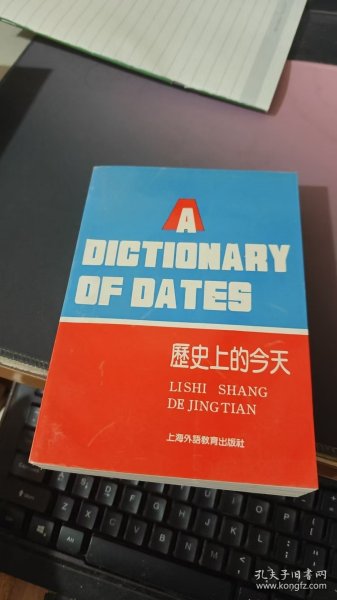 A
DICTIONARY
OF DATES
歷史上的今天
LISHI SHANG
DE JINGTIAN
上海外語教育出版社
Alt
孔夫子旧书网
www.kongfz.com